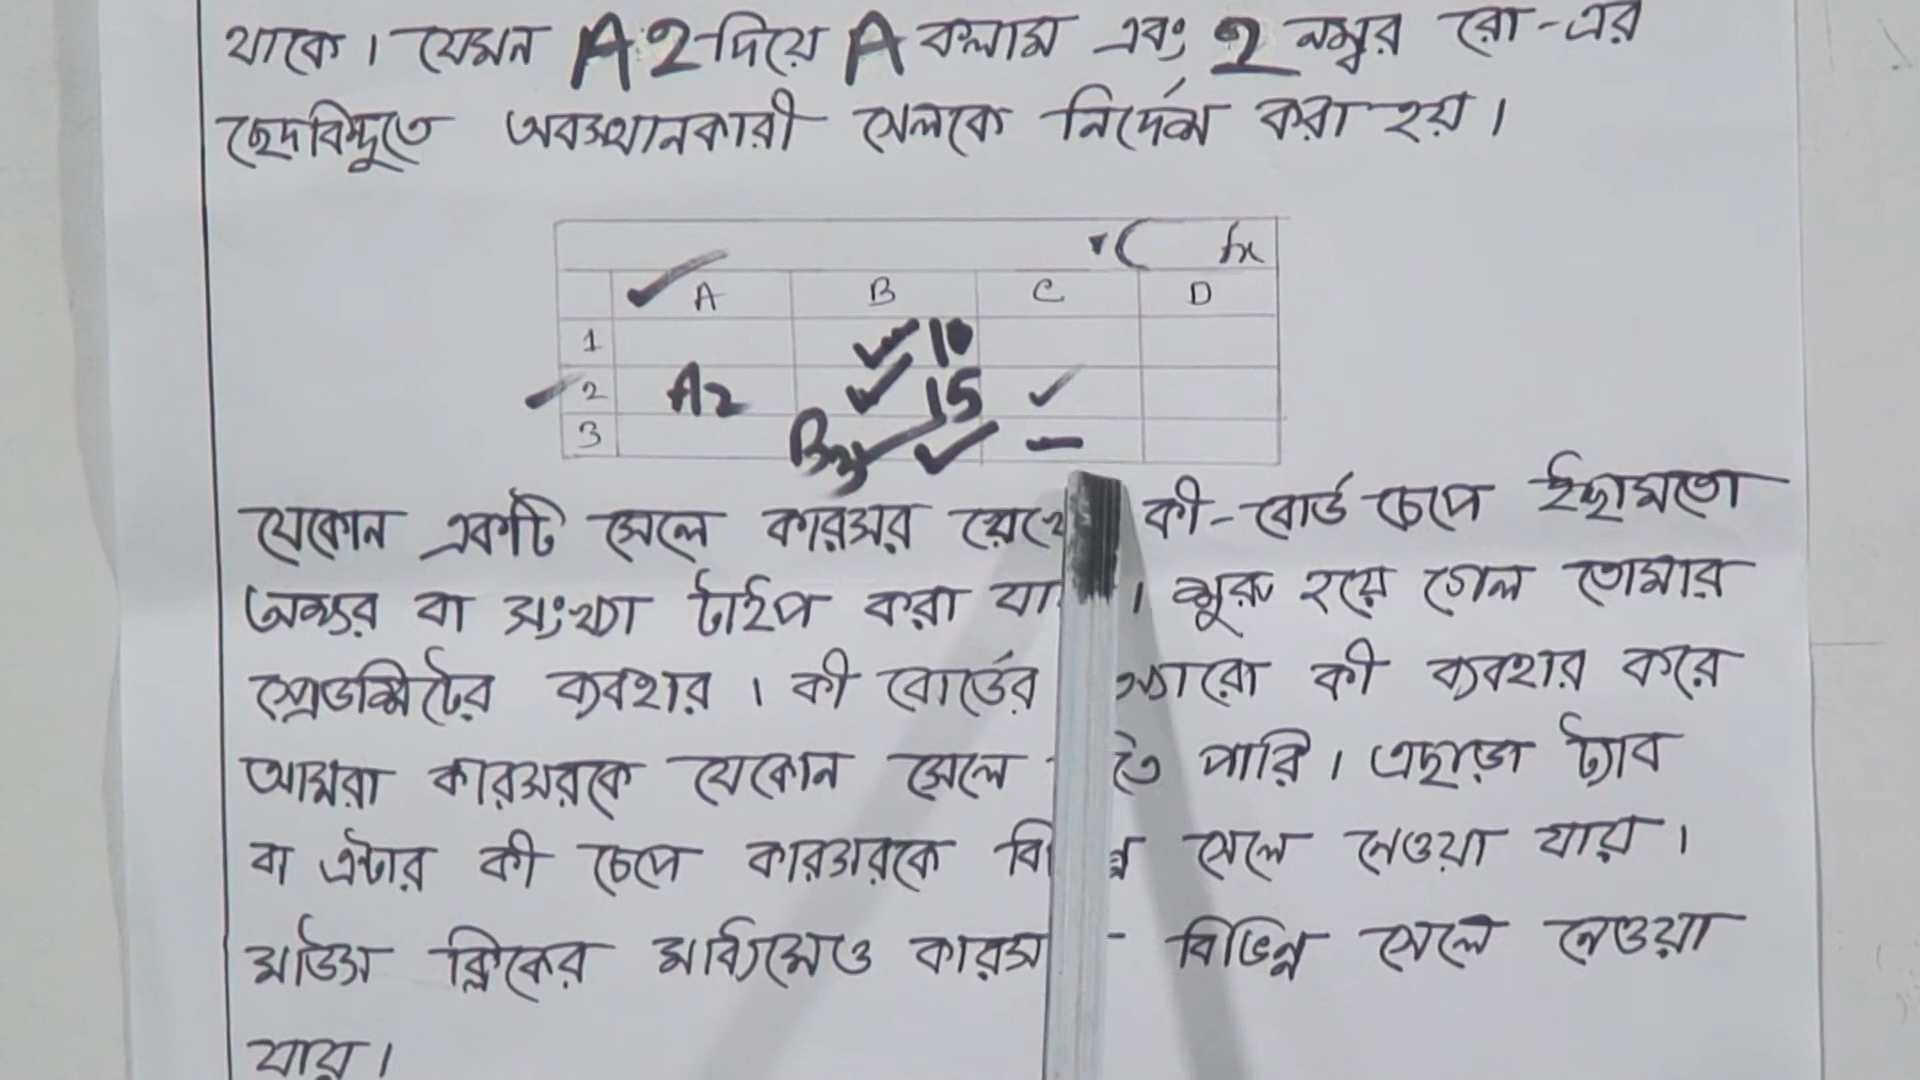 থাকে। যেমন A2 দিয়ে A কলাম এবং 2 নম্বর রো-এর
ছেদবিন্দুতে অবস্থানকারী সেলকে নির্দেশ করা হয়।
fx
A B C D
1 10
2 A2 15
3 B3
যেকোন একটি সেলে কারসর রেখে কী-বোর্ড চেপে ইচ্ছামতো
অক্ষর বা সংখ্যা টাইপ করা । শুরু হয়ে গেল তোমার
স্প্রেডশিটের ব্যবহার। কী বোর্ডের কী ব্যবহার করে
আমরা কারসরকে যেকোন সেলে পারি। এছাড়া ট্যাব
বা এন্টার কী চেপে কারসরকে সেলে নেওয়া যায়।
মাউস ক্লিকের মাধ্যমেও বিভিন্ন সেলে নেওয়া
যায়।